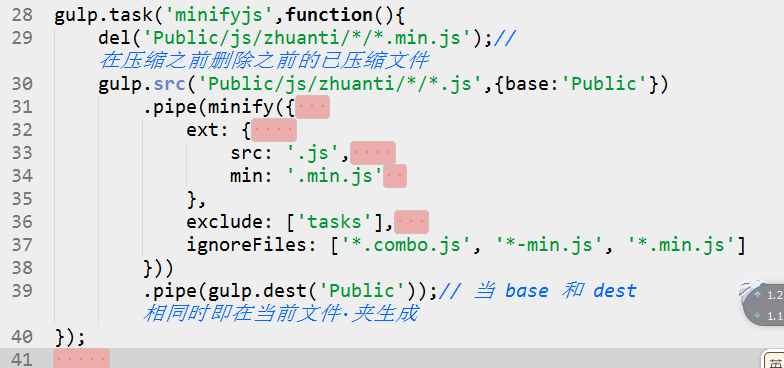 28 gulp.task('minifyjs',function(){
29 del('Public/js/zhuanti/*/*.min.js');//
在压缩之前删除之前的已压缩文件
30 gulp.src('Public/js/zhuanti/*/*.js',{base:'Public'})
31 .pipe(minify({
32 ext: {
33 src: '.js',
34 min: '.min.js'
35 },
36 exclude: ['tasks'],
37 ignoreFiles: ['*.combo.js', '*-min.js', '*.min.js']
38 }))
39 .pipe(gulp.dest('Public'));// 当 base 和 dest
相同时即在当前文件·夹生成
40 });
41
↑ 1.2
↓ 1.1
英